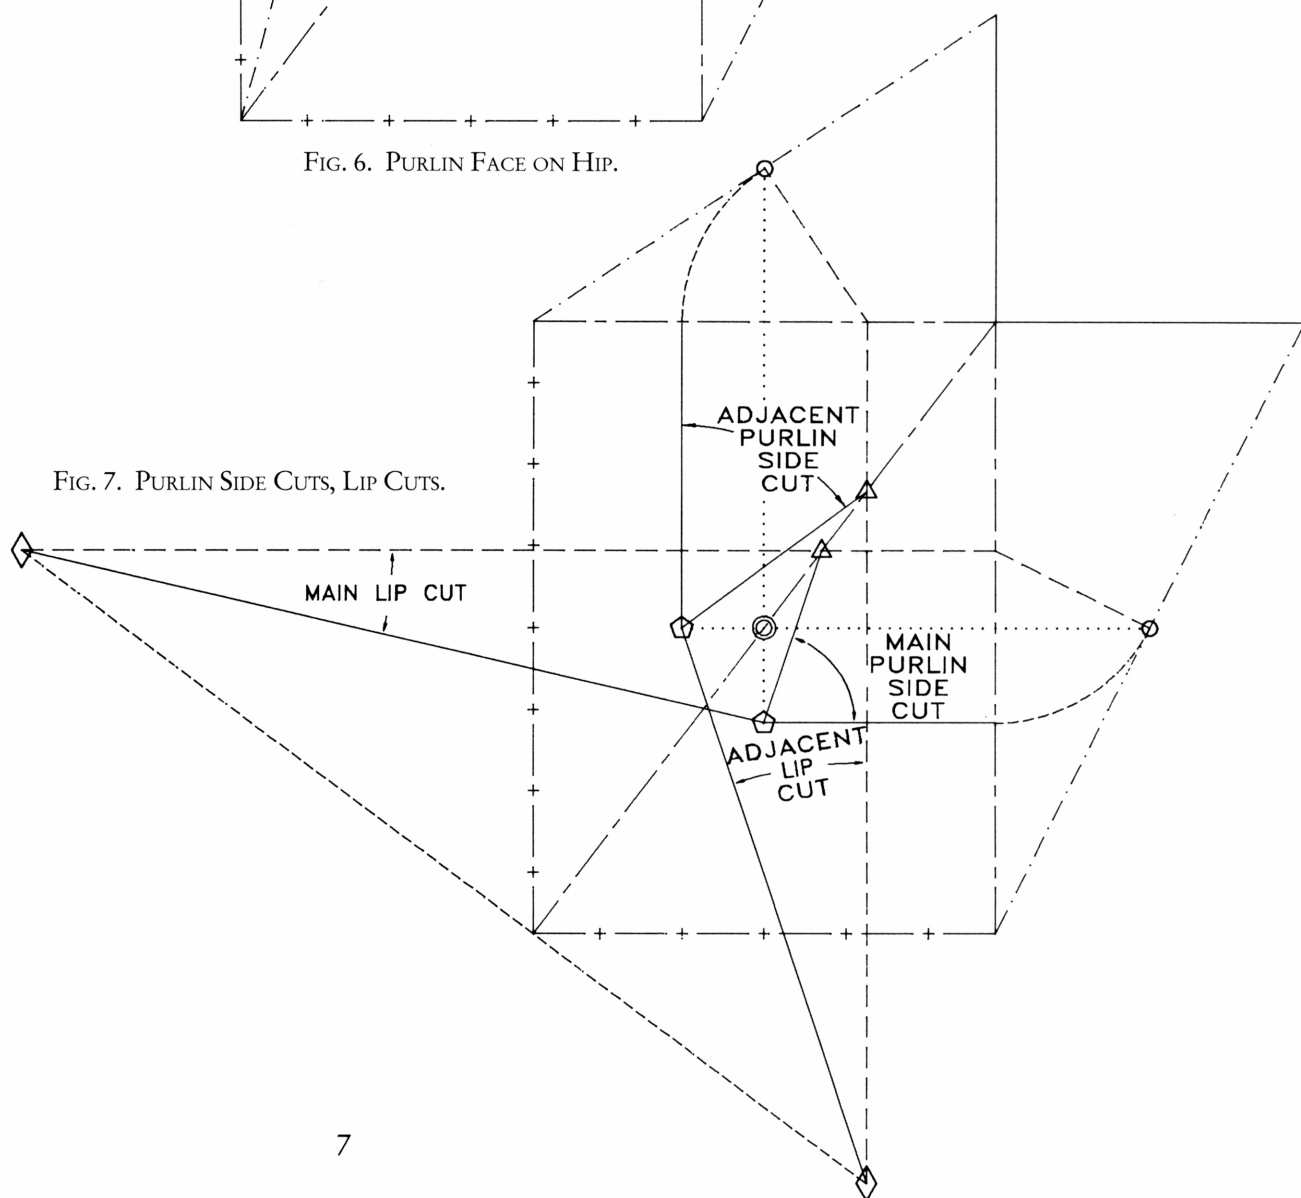 FIG. 6. PURLIN FACE ON HIP.
ADJACENT
PURLIN
SIDE
CUT
FIG. 7. PURLIN SIDE CUTS, LIP CUTS.
MAIN LIP CUT
MAIN
PURLIN
SIDE
CUT
ADJACENT
LIP
CUT
7